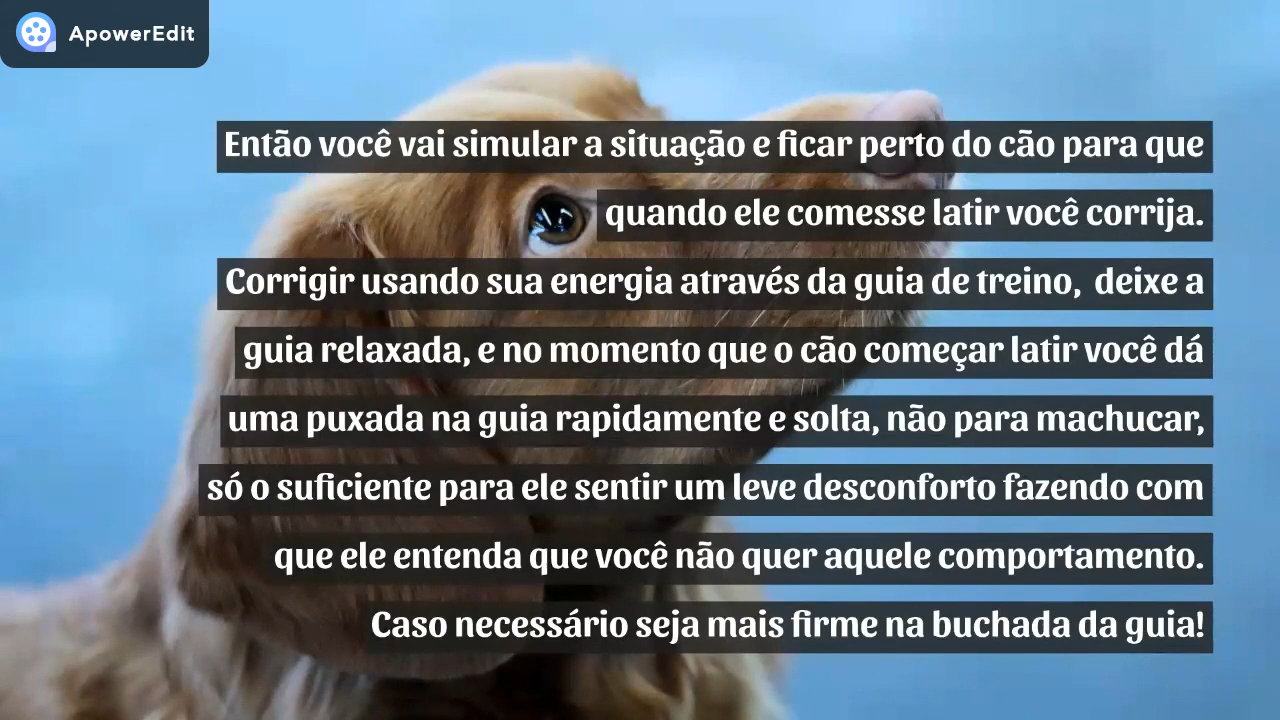 ApowerEdit
Então você vai simular a situação e ficar perto do cão para que
quando ele comesse latir você corrija.
Corrigir usando sua energia através da guia de treino, deixe a
guia relaxada, e no momento que o cão começar latir você dá
uma puxada na guia rapidamente e solta, não para machucar,
só o suficiente para ele sentir um leve desconforto fazendo com
que ele entenda que você não quer aquele comportamento.
Caso necessário seja mais firme na buchada da guia!